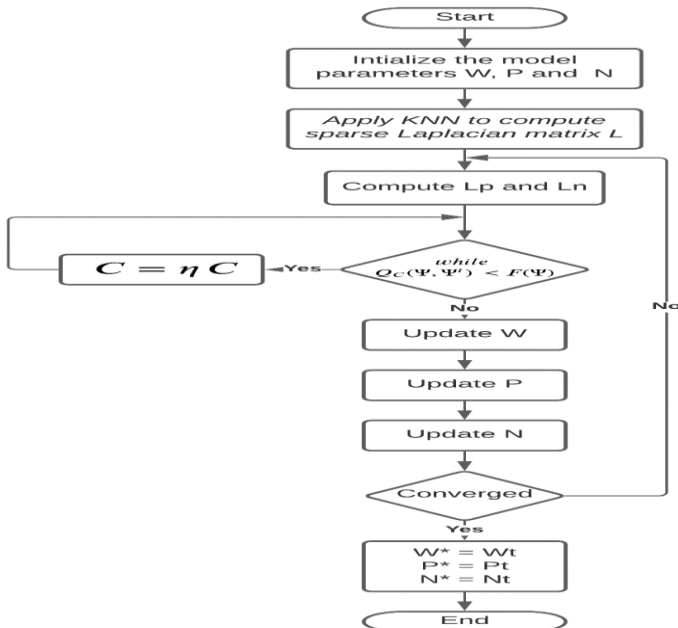 Start
Intialize the model
parameters W, P and N
Apply KNN to compute
sparse Laplacian matrix L
Compute Lp and Ln
while
Q_C(Ψ, Ψᵗ) < F(Ψ)
Yes
C = η C
No
No
Update W
Update P
Update N
Converged
Yes
W* = Wt
P* = Pt
N* = Nt
End